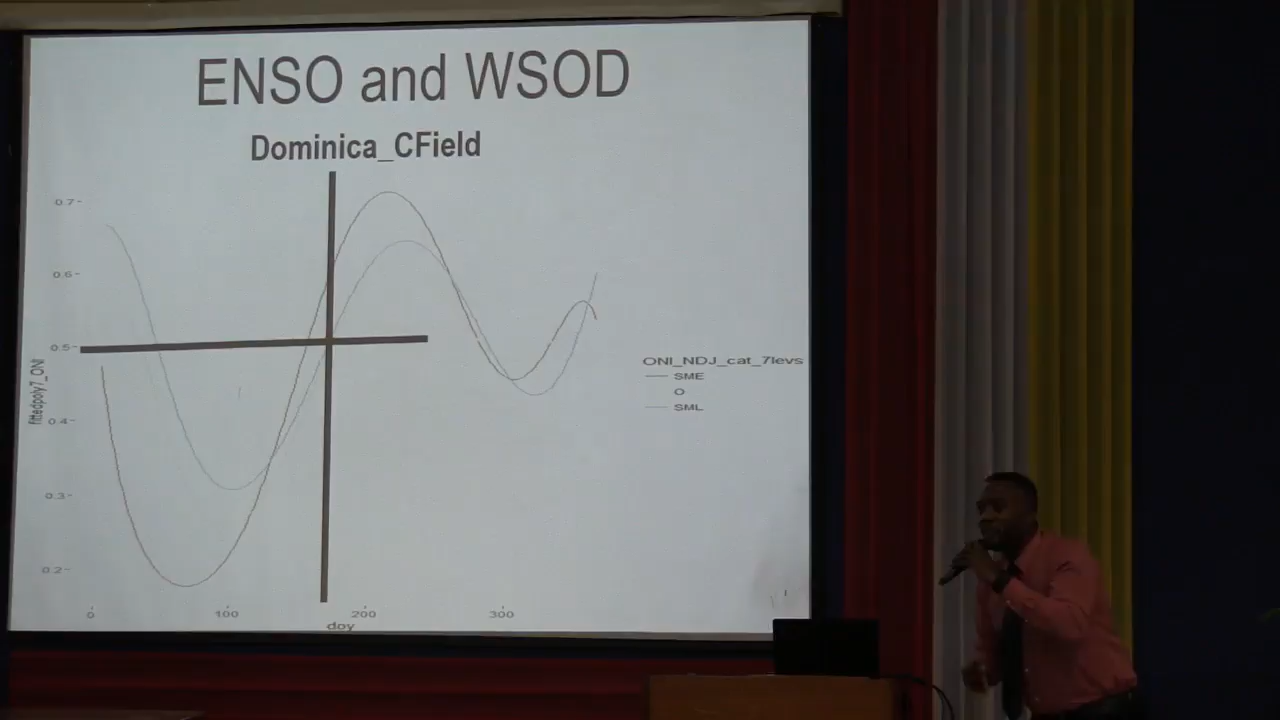 ENSO and WSOD
Dominica_CField
0.7
0.6
0.5
0.4
0.3
0.2
fittedpoly7_ONI
0
100
200
300
doy
ONI_NDJ_cat_7levs
SME
O
SML